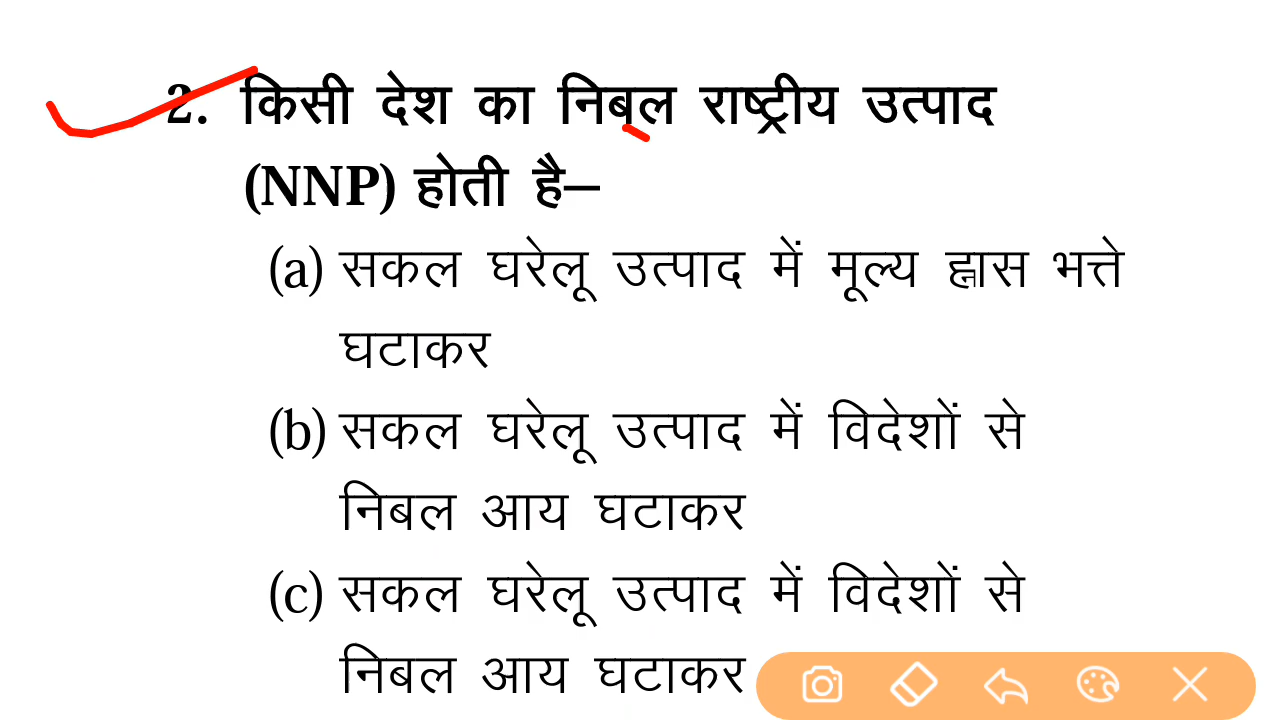 2. किसी देश का निबल राष्ट्रीय उत्पाद
(NNP) होती है–
(a) सकल घरेलू उत्पाद में मूल्य ह्रास भत्ते
घटाकर
(b) सकल घरेलू उत्पाद में विदेशों से
निबल आय घटाकर
(c) सकल घरेलू उत्पाद में विदेशों से
निबल आय घटाकर